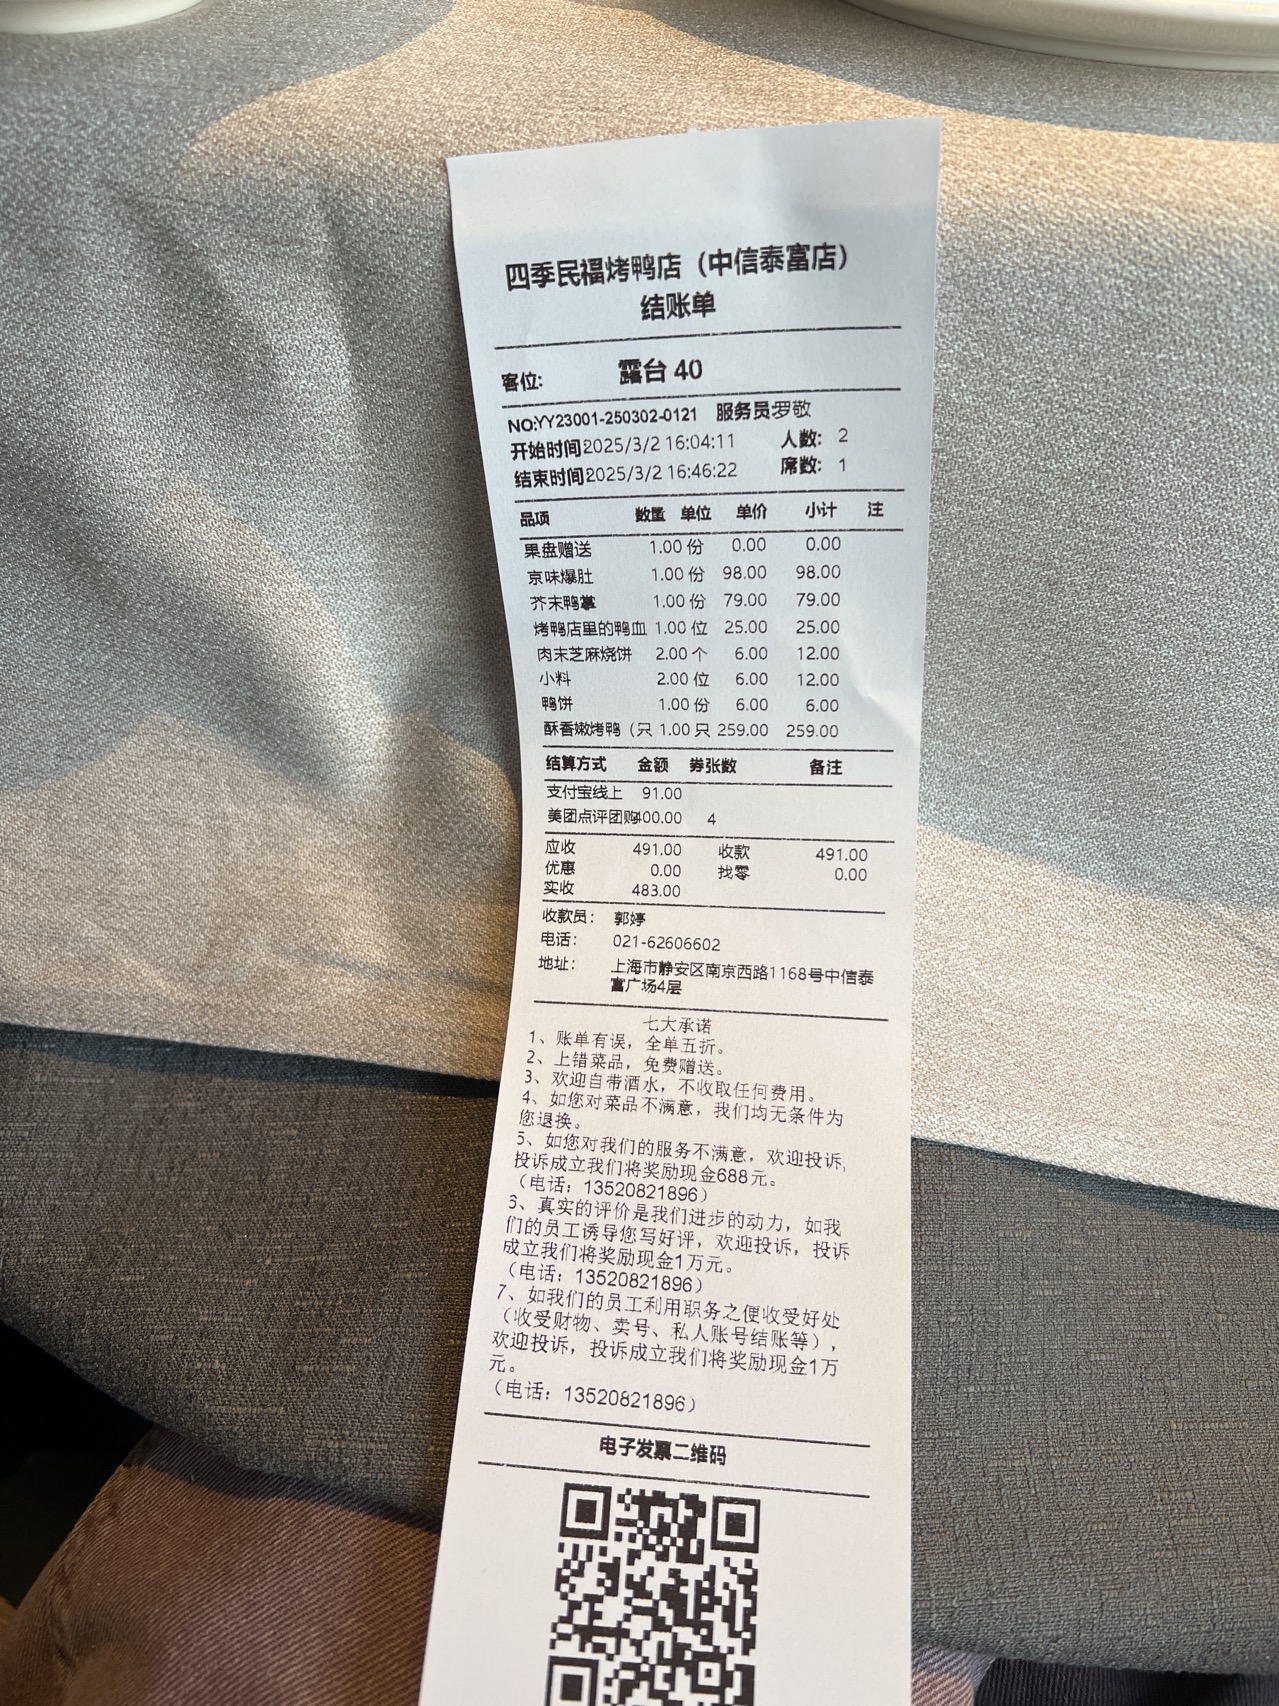 四季民福烤鸭店（中信泰富店）
结账单
客位: 露台 40
NO:YY23001-250302-0121 服务员:罗敬
开始时间2025/3/2 16:04:11 人数: 2
结束时间2025/3/2 16:46:22 席数: 1
品项 数量 单位 单价 小计 注
果盘赠送 1.00 份 0.00 0.00
京味爆肚 1.00 份 98.00 98.00
芥末鸭掌 1.00 份 79.00 79.00
烤鸭店里的鸭血 1.00 位 25.00 25.00
肉末芝麻烧饼 2.00 个 6.00 12.00
小料 2.00 位 6.00 12.00
鸭饼 1.00 份 6.00 6.00
酥香嫩烤鸭（只 1.00 只 259.00 259.00
结算方式 金额 券张数 备注
支付宝线上 91.00
美团点评团购400.00 4
应收 491.00 收款 491.00
优惠 0.00 找零 0.00
实收 483.00
收款员: 郭婷
电话: 021-62606602
地址: 上海市静安区南京西路1168号中信泰
富广场4层
七大承诺
1、账单有误，全单五折。
2、上错菜品，免费赠送。
3、欢迎自带酒水，不收取任何费用。
4、如您对菜品不满意，我们均无条件为
您退换。
5、如您对我们的服务不满意，欢迎投诉,
投诉成立我们将奖励现金688元。
（电话：13520821896）
6、真实的评价是我们进步的动力，如我
们的员工诱导您写好评，欢迎投诉，投诉
成立我们将奖励现金1万元。
（电话：13520821896）
7、如我们的员工利用职务之便收受好处
（收受财物、卖号、私人账号结账等），
欢迎投诉，投诉成立我们将奖励现金1万
元。
（电话：13520821896）
电子发票二维码